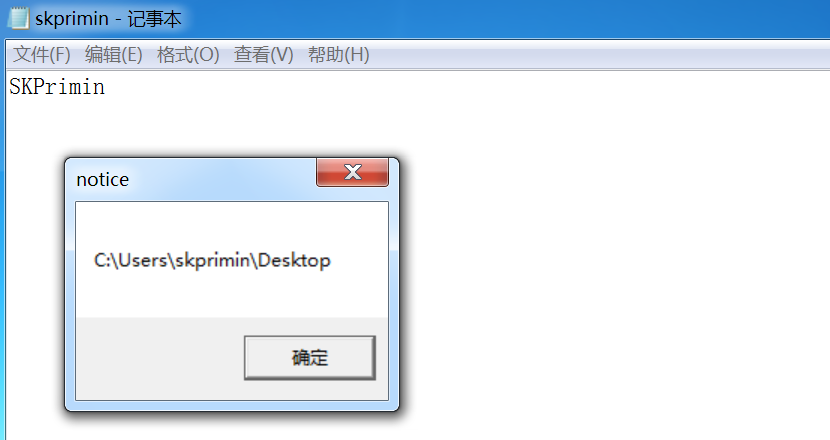 skprimin - 记事本
文件(F) 编辑(E) 格式(O) 查看(V) 帮助(H)
SKPrimin
notice
C:\Users\skprimin\Desktop
确定